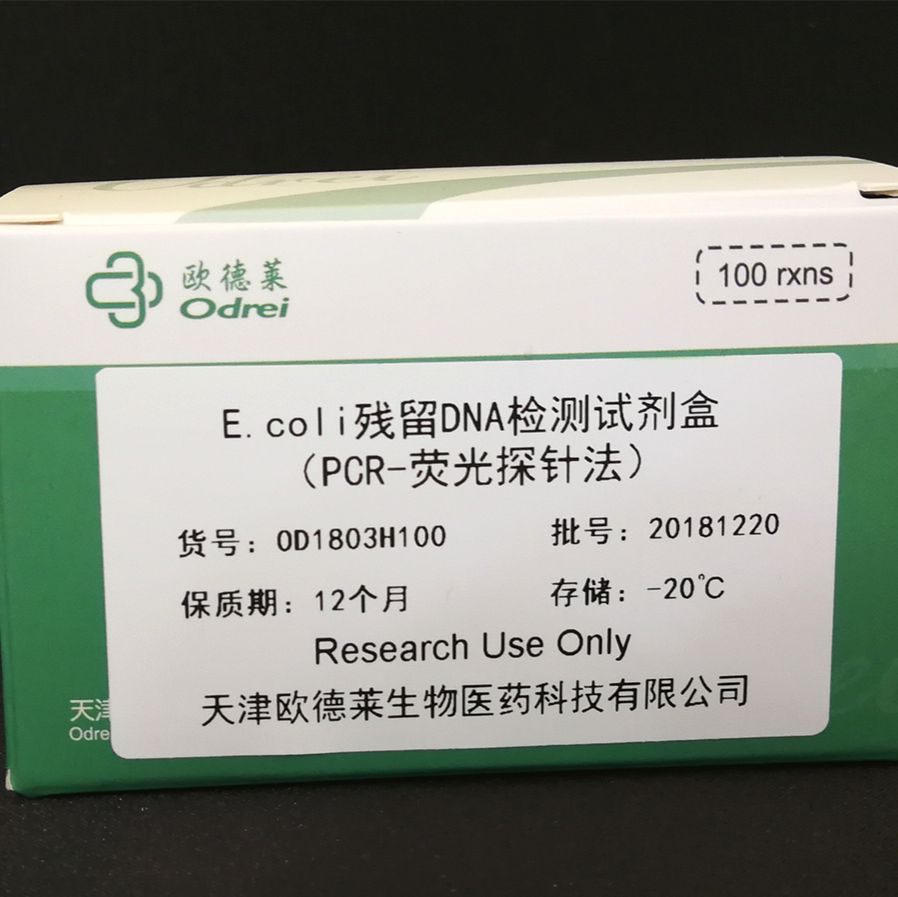 欧德莱
Odrei
100 rxns
E.coli残留DNA检测试剂盒
（PCR-荧光探针法）
货号：OD1803H100
批号：20181220
保质期：12个月
存储：-20℃
Research Use Only
天津欧德莱生物医药科技有限公司
天津
Odre